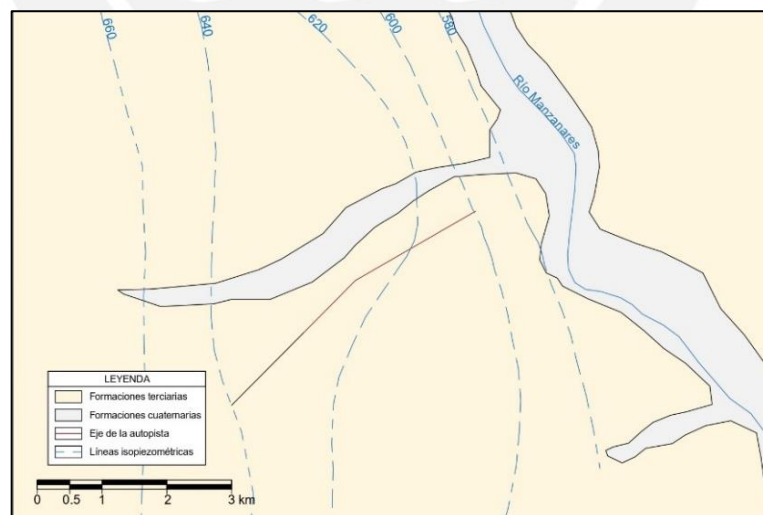 660
640
620
600
580
Río Manzanares
LEYENDA
Formaciones terciarias
Formaciones cuaternarias
Eje de la autopista
Líneas isopiezométricas
0 0.5 1 2 3 km